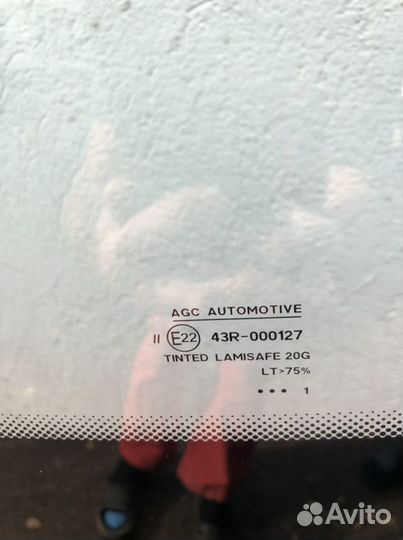 AGC AUTOMOTIVE
II E22 43R-000127
TINTED LAMISAFE 20G
LT>75%
••• 1
Avito